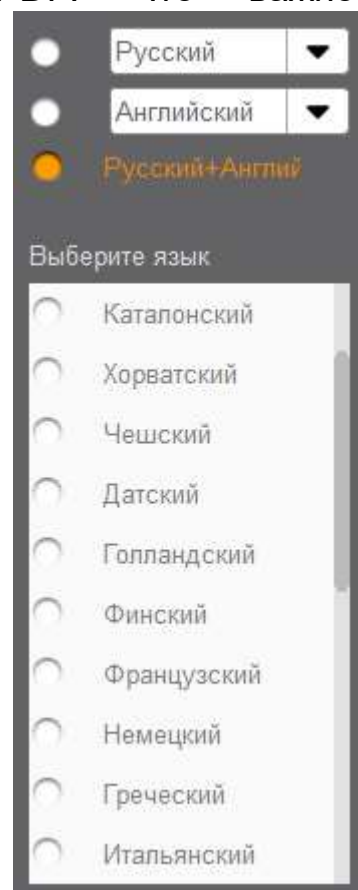 Русский
Английский
Русский+Англий
Выберите язык
Каталонский
Хорватский
Чешский
Датский
Голландский
Финский
Французский
Немецкий
Греческий
Итальянский